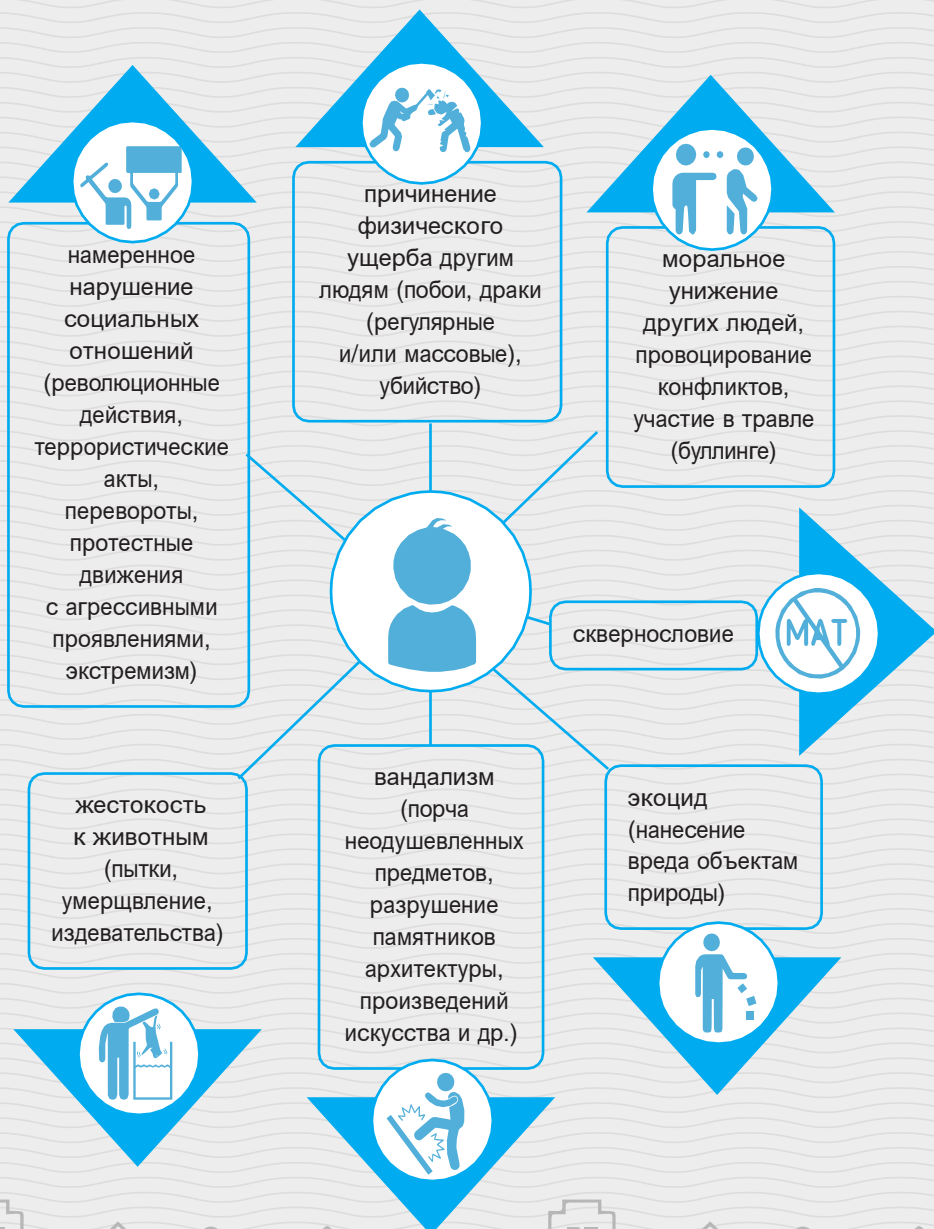 намеренное
нарушение
социальных
отношений
(революционные
действия,
террористические
акты,
перевороты,
протестные
движения
с агрессивными
проявлениями,
экстремизм)
причинение
физического
ущерба другим
людям (побои, драки
(регулярные
и/или массовые),
убийство)
моральное
унижение
других людей,
провоцирование
конфликтов,
участие в травле
(буллинге)
сквернословие
МАТ
жестокость
к животным
(пытки,
умерщвление,
издевательства)
вандализм
(порча
неодушевленных
предметов,
разрушение
памятников
архитектуры,
произведений
искусства и др.)
экоцид
(нанесение
вреда объектам
природы)